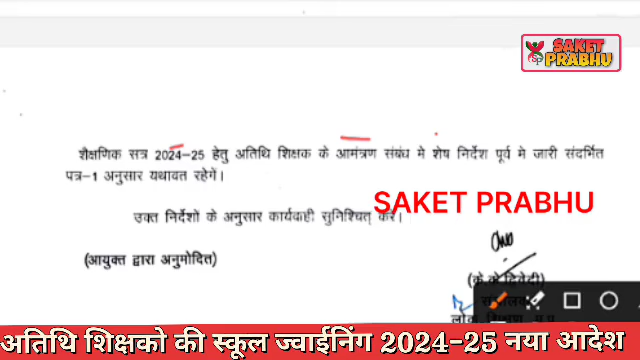 SAKET
PRABHU
शैक्षणिक सत्र 2024-25 हेतु अतिथि शिक्षक के आमंत्रण संबंध मे शेष निर्देश पूर्व मे जारी संदर्भित
पत्र-1 अनुसार यथावत रहेगें।
SAKET PRABHU
उक्त निर्देशों के अनुसार कार्यवाही सुनिश्चित् करें।
(आयुक्त द्वारा अनुमोदित)
(के.के.द्विवेदी)
अतिथि शिक्षको की स्कूल ज्वाईनिंग 2024-25 नया आदेश